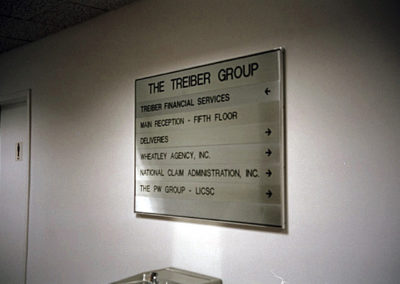 THE TREIBER GROUP
TREIBER FINANCIAL SERVICES ←
MAIN RECEPTION - FIFTH FLOOR
DELIVERIES →
WHEATLEY AGENCY, INC. →
NATIONAL CLAIM ADMINISTRATION, INC. →
THE PW GROUP - LICSC →